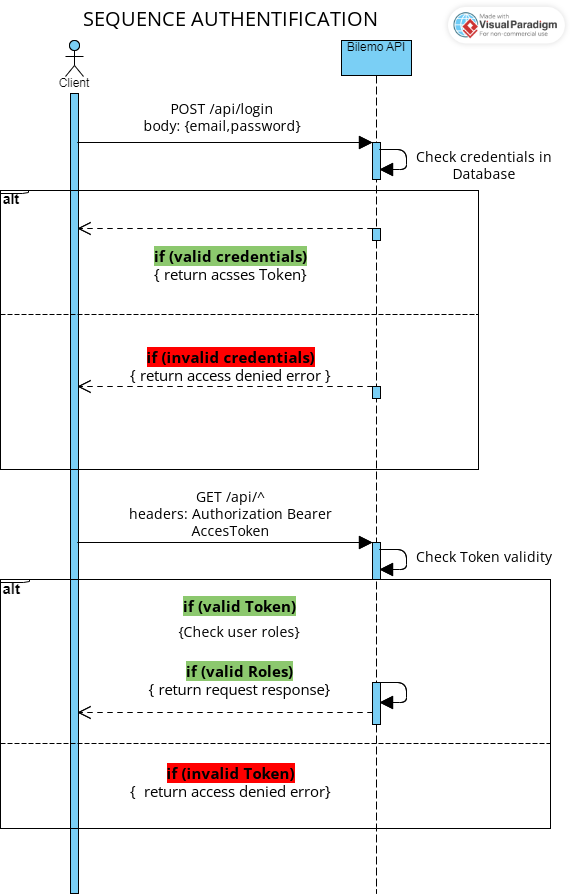 SEQUENCE AUTHENTIFICATION
Made with
VisualParadigm
For non-commercial use
Client
Bilemo API
POST /api/login
body: {email,password}
Check credentials in
Database
alt
if (valid credentials)
{ return acsses Token}
if (invalid credentials)
{ return access denied error }
GET /api/^
headers: Authorization Bearer
AccesToken
Check Token validity
alt
if (valid Token)
{Check user roles}
if (valid Roles)
{ return request response}
if (invalid Token)
{  return access denied error}